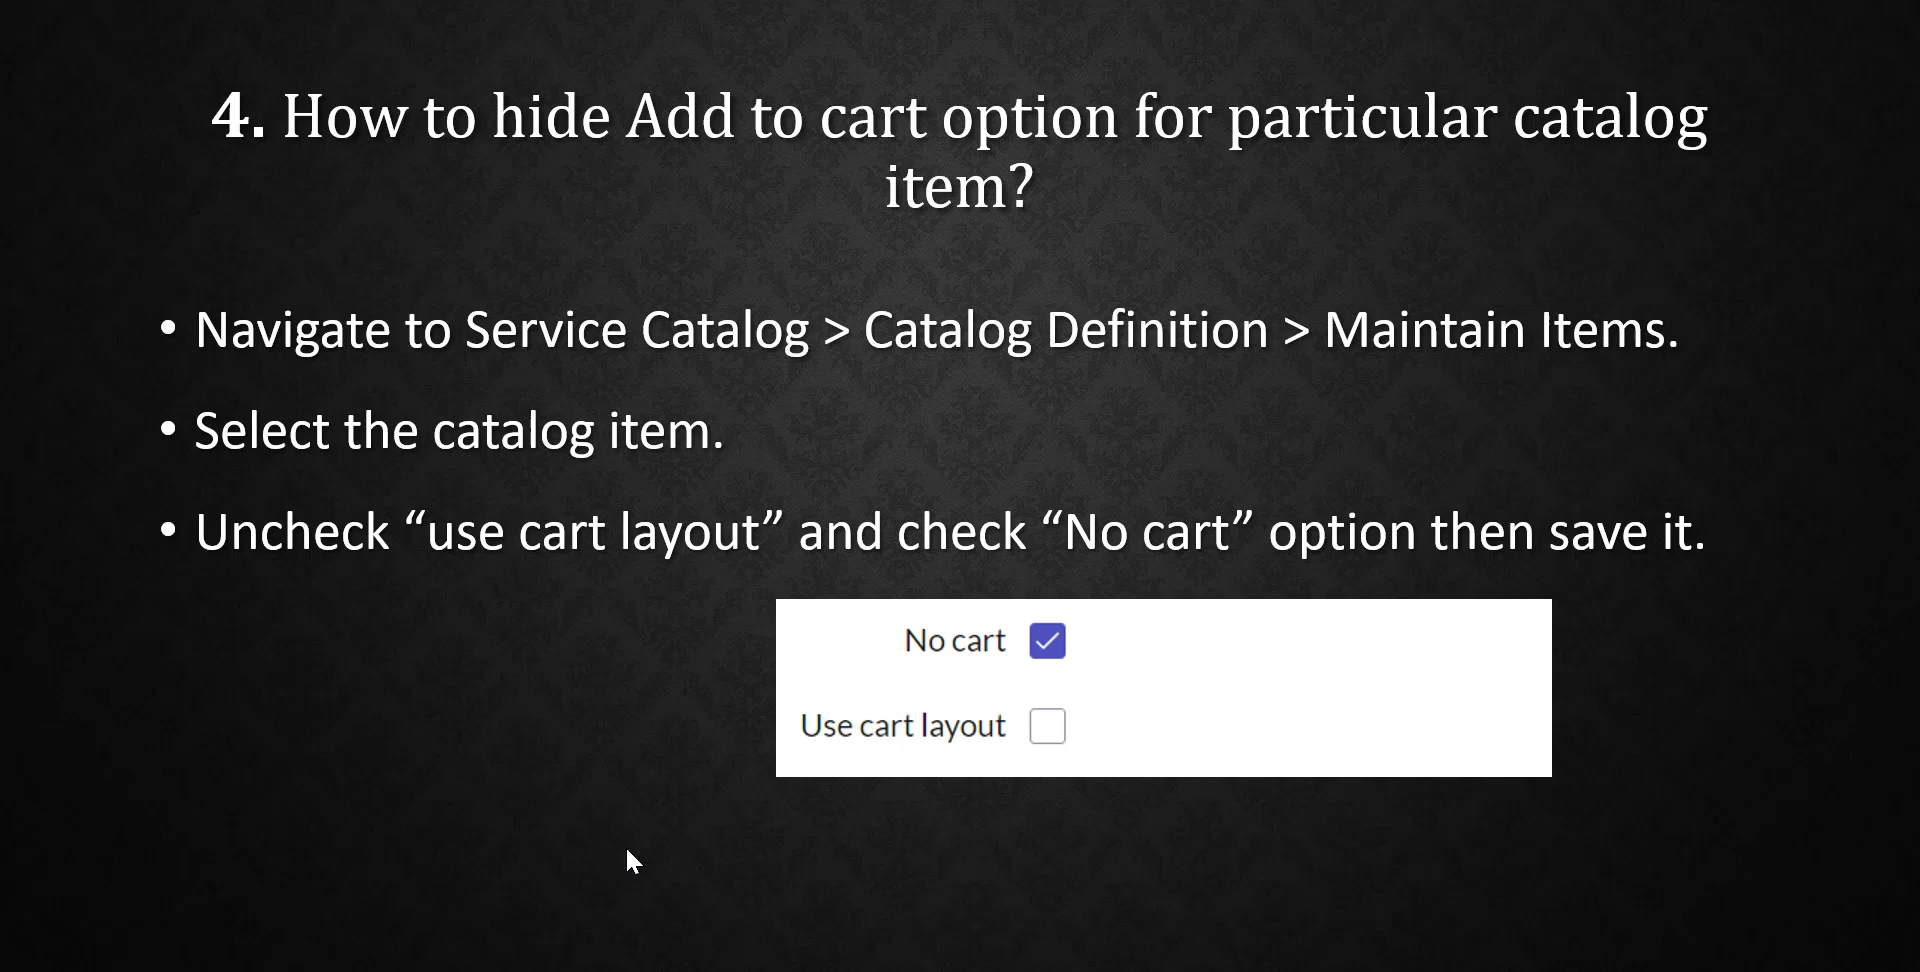 4. How to hide Add to cart option for particular catalog
item?
• Navigate to Service Catalog > Catalog Definition > Maintain Items.
• Select the catalog item.
• Uncheck “use cart layout” and check “No cart” option then save it.
No cart
Use cart layout